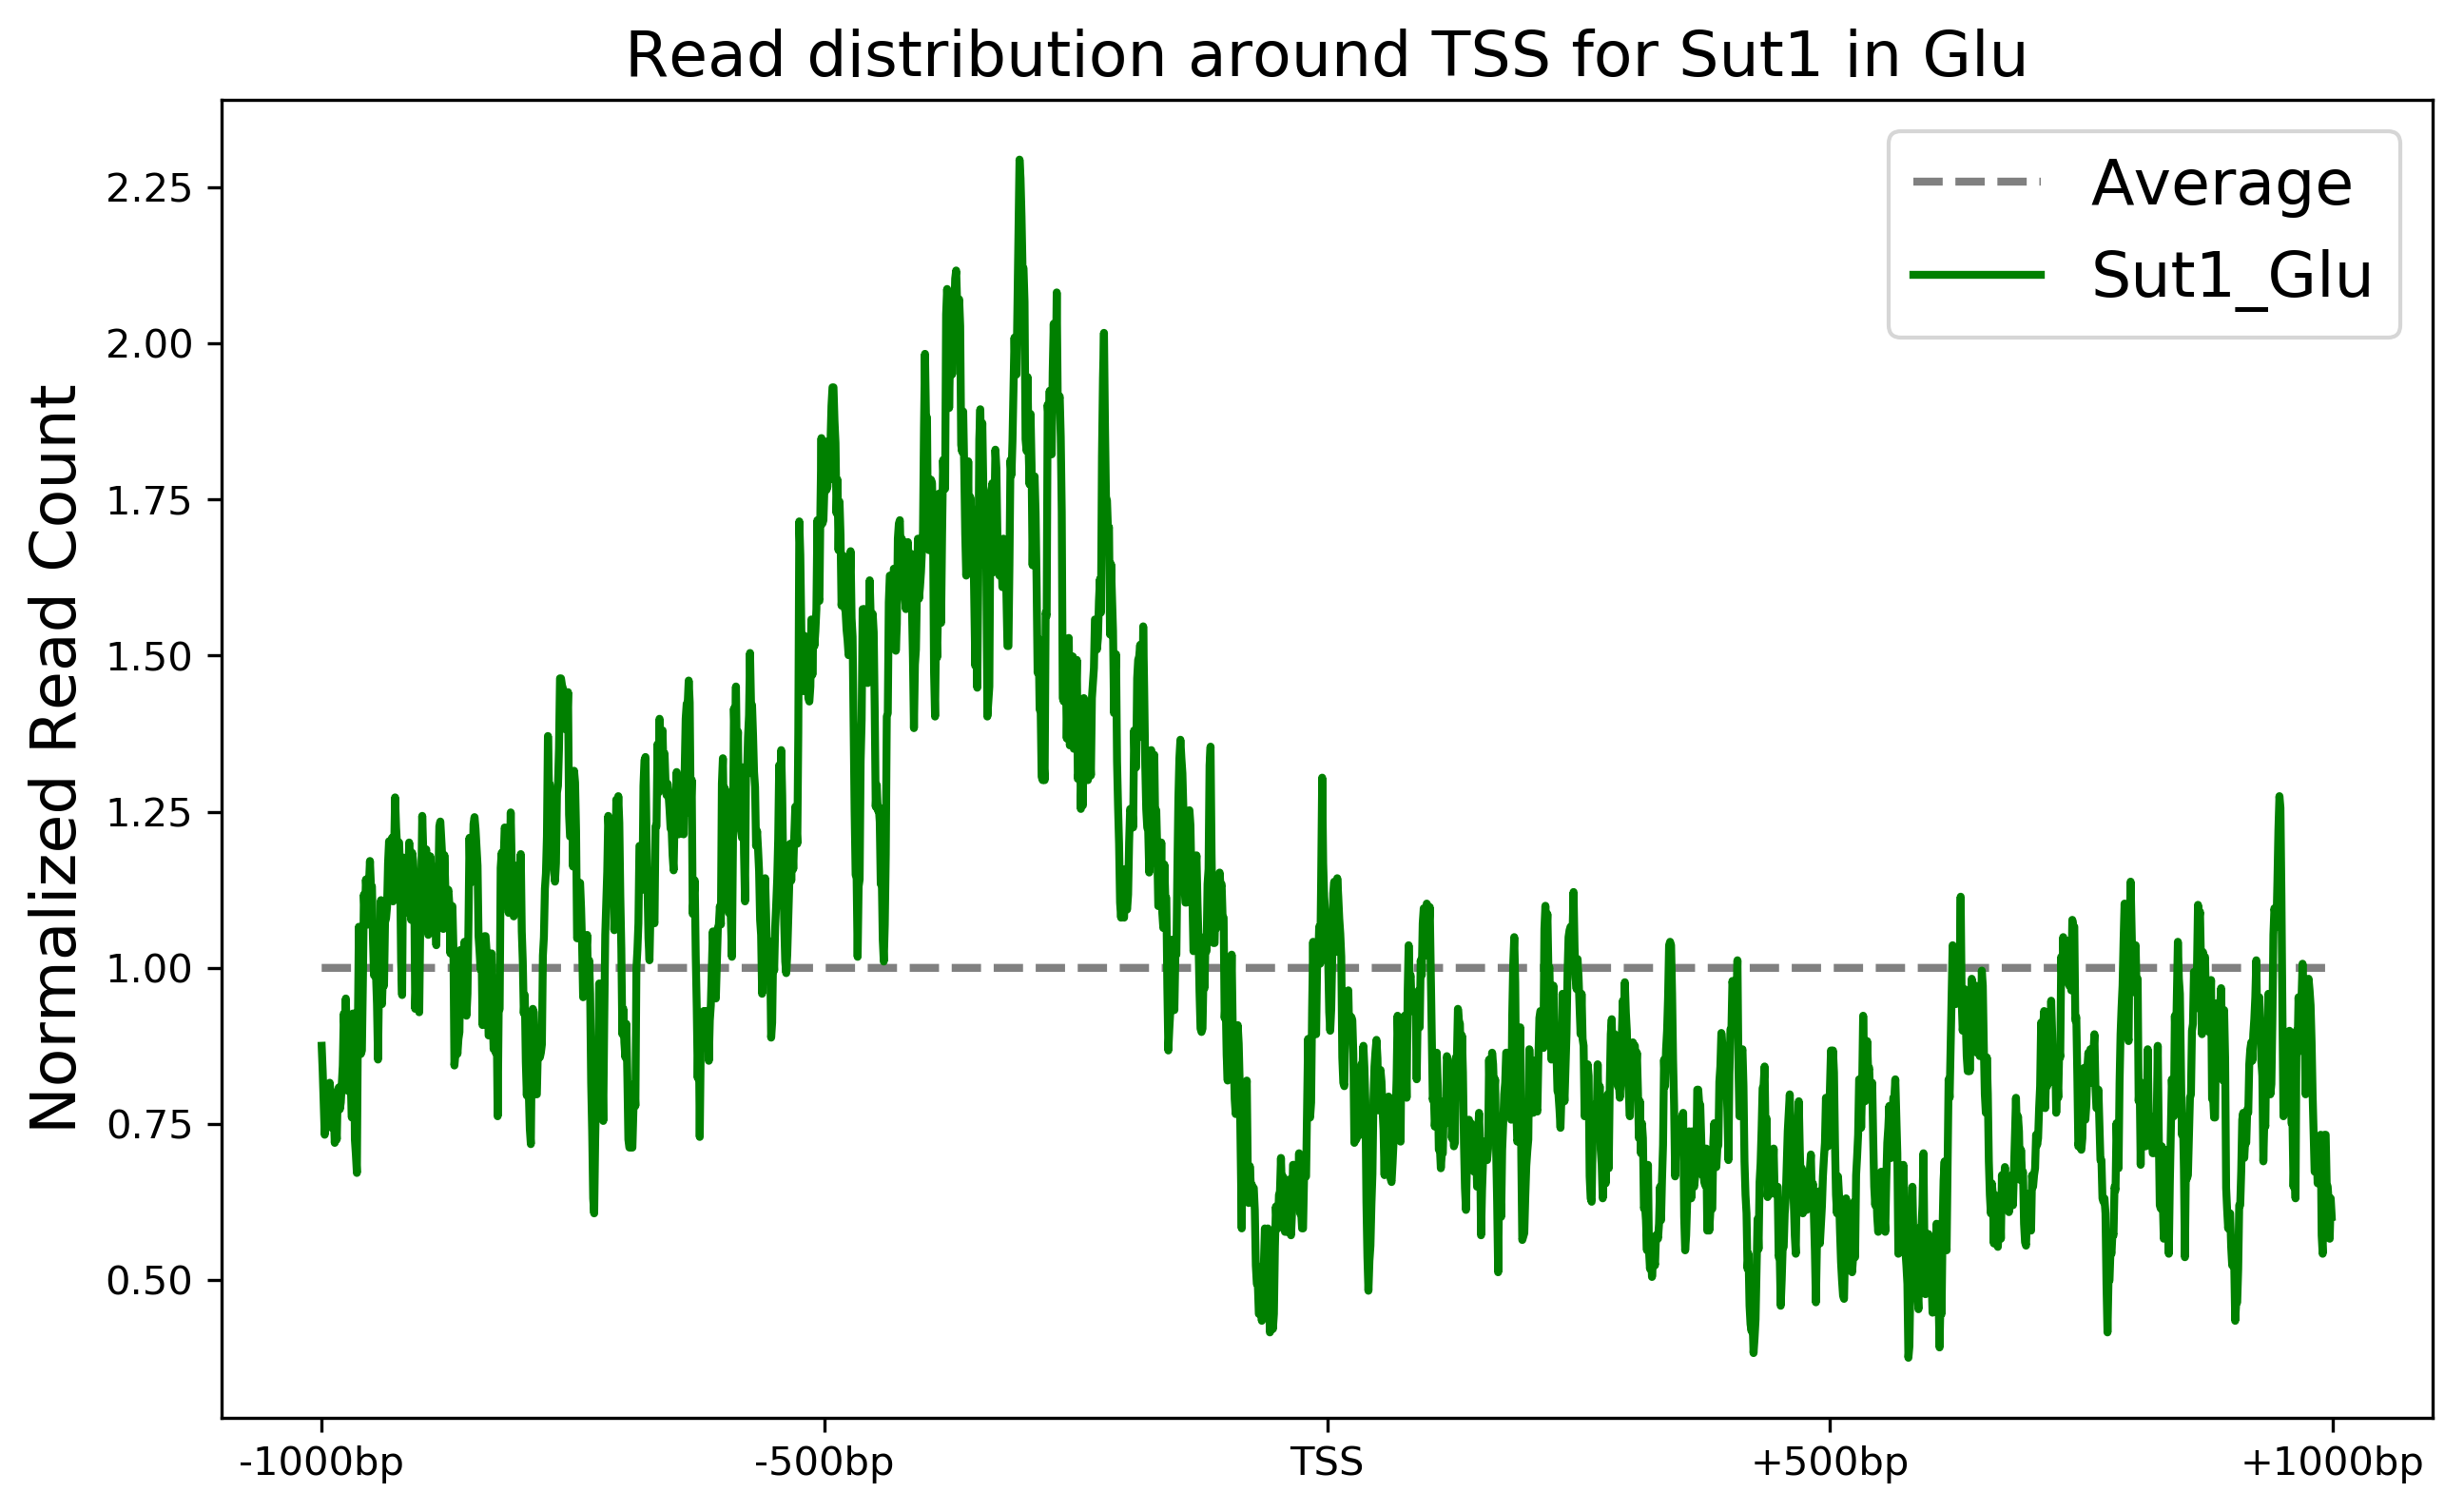 Read distribution around TSS for Sut1 in Glu
Normalized Read Count
2.25
2.00
1.75
1.50
1.25
1.00
0.75
0.50
Average
Sut1_Glu
-1000bp
-500bp
TSS
+500bp
+1000bp